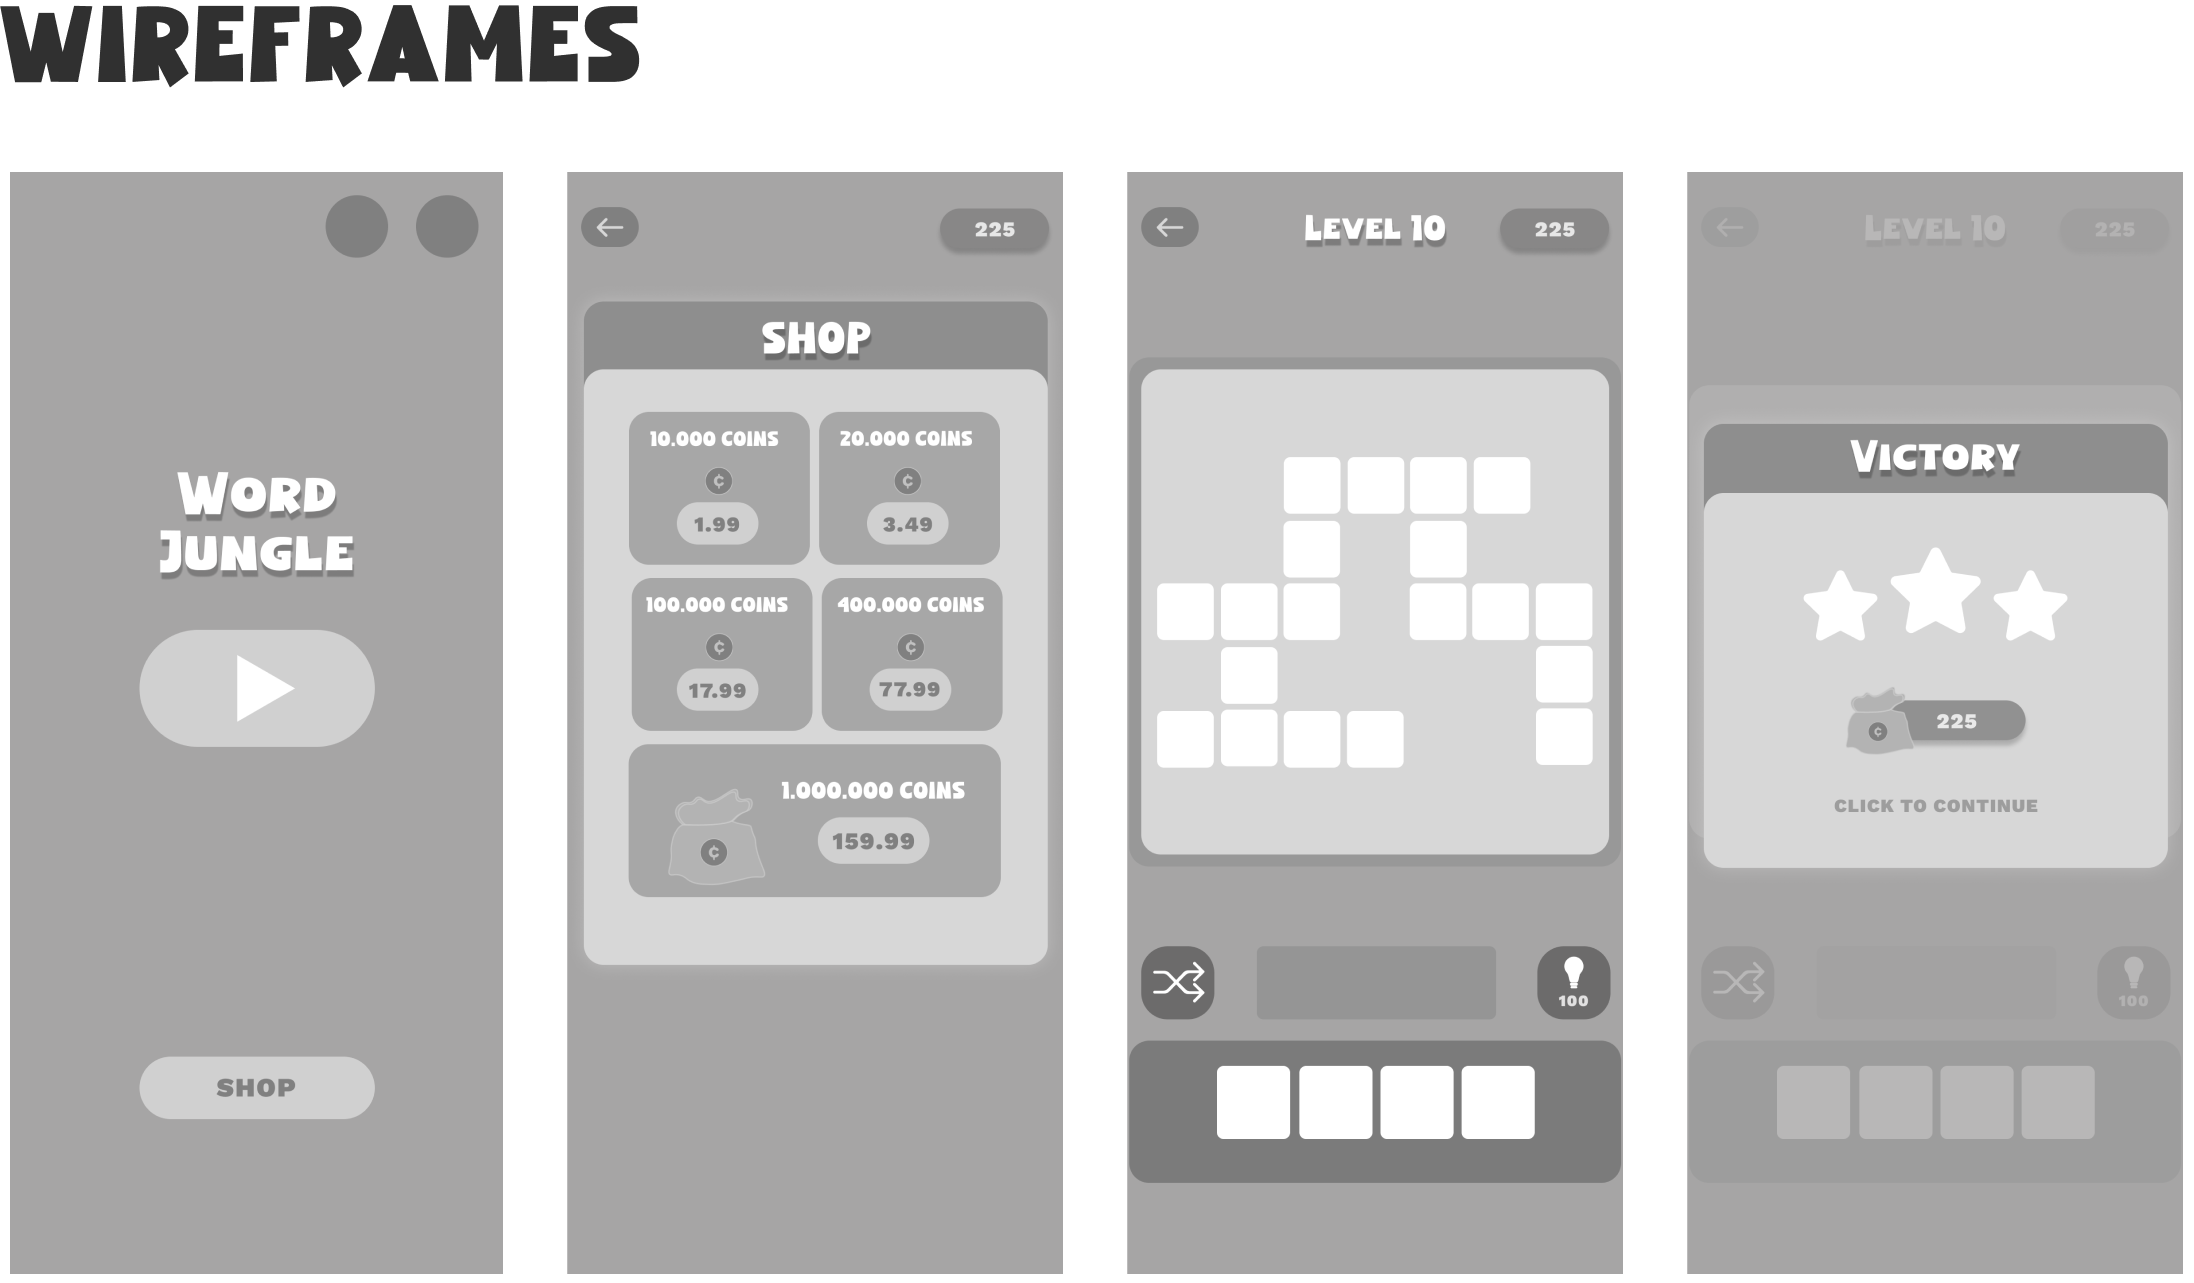 WIREFRAMES
WORD
JUNGLE
SHOP
225
SHOP
10.000 COINS
¢
1.99
20.000 COINS
¢
3.49
100.000 COINS
¢
17.99
400.000 COINS
¢
77.99
1.000.000 COINS
¢
159.99
LEVEL 10
225
100
LEVEL 10
225
VICTORY
¢
225
CLICK TO CONTINUE
100